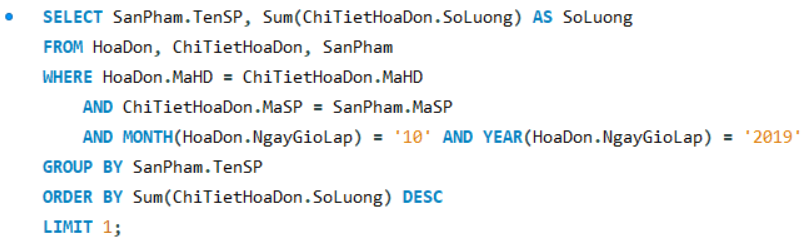 SELECT SanPham.TenSP, Sum(ChiTietHoaDon.SoLuong) AS SoLuong
FROM HoaDon, ChiTietHoaDon, SanPham
WHERE HoaDon.MaHD = ChiTietHoaDon.MaHD
AND ChiTietHoaDon.MaSP = SanPham.MaSP
AND MONTH(HoaDon.NgayGioLap) = '10' AND YEAR(HoaDon.NgayGioLap) = '2019'
GROUP BY SanPham.TenSP
ORDER BY Sum(ChiTietHoaDon.SoLuong) DESC
LIMIT 1;